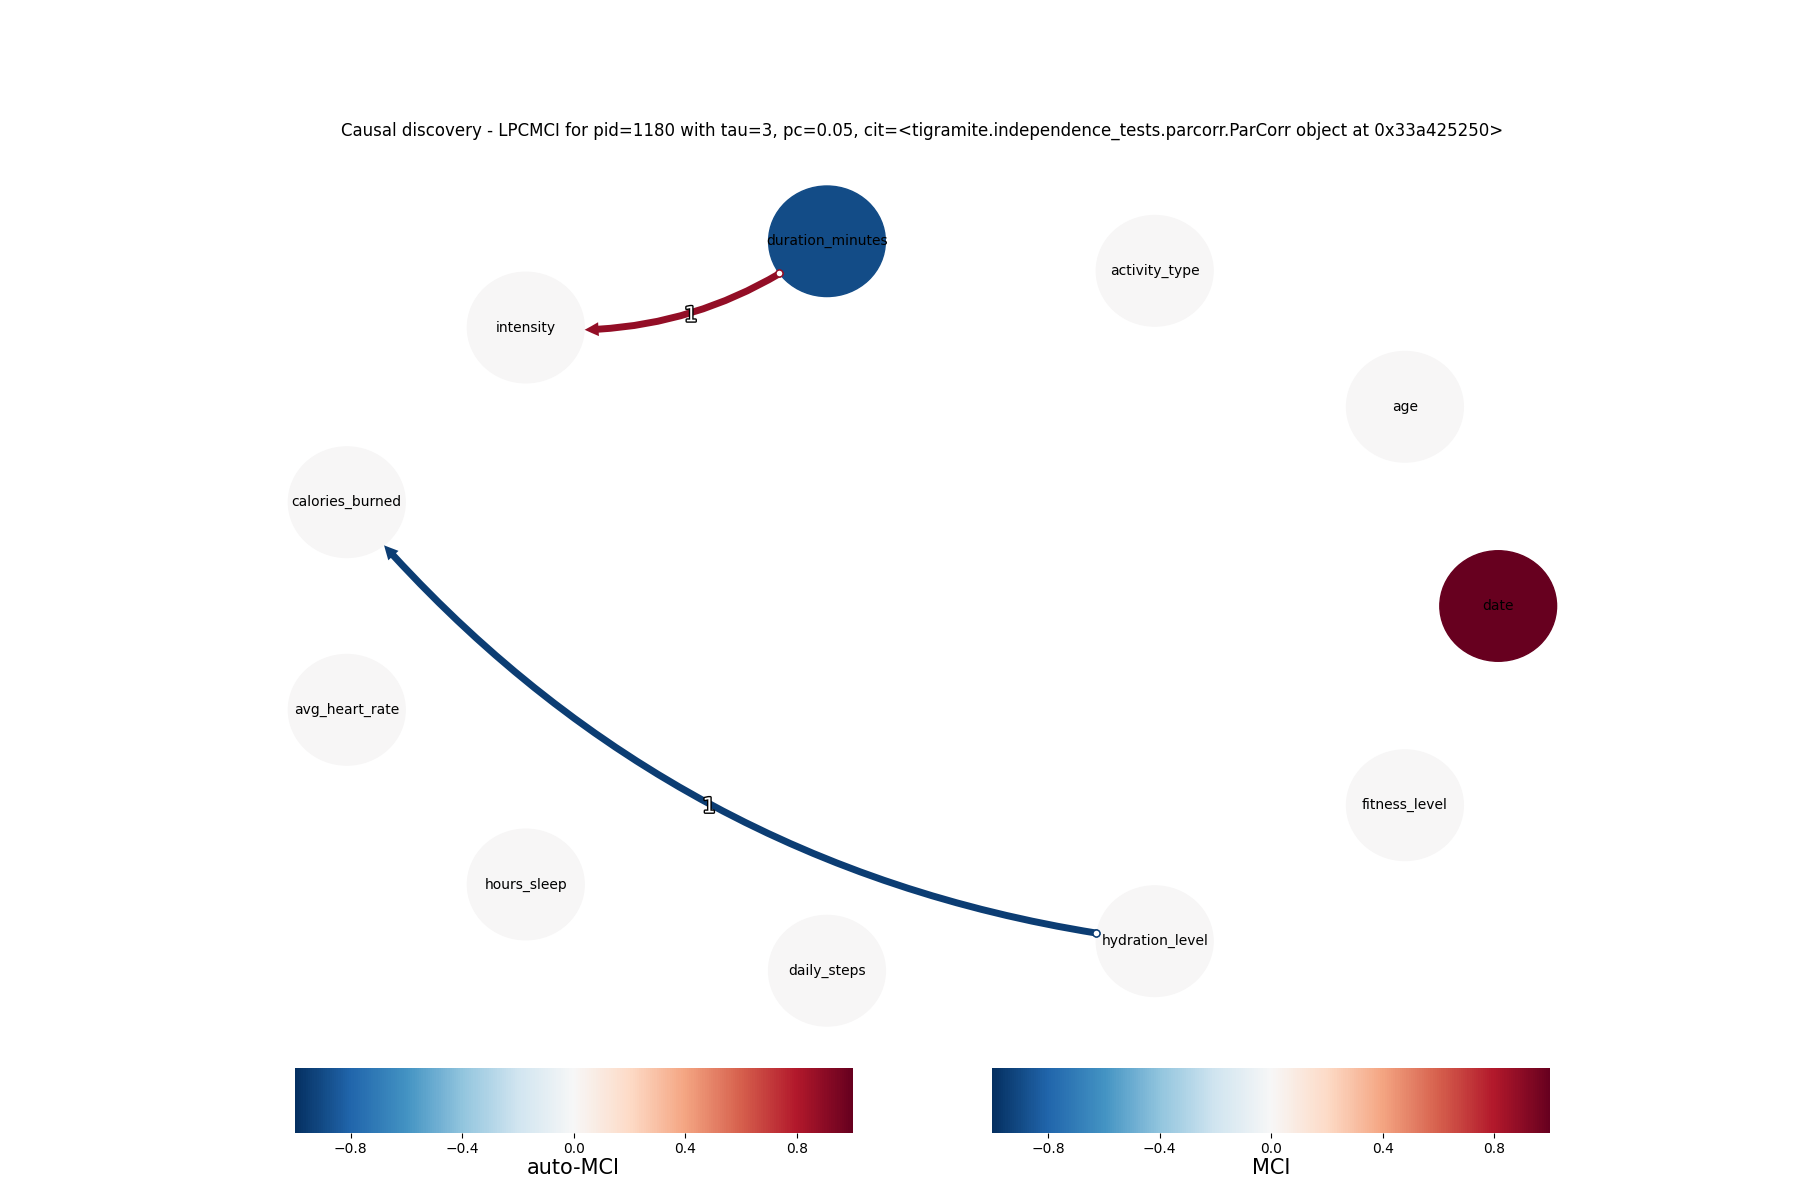 Causal discovery - LPCMCI for pid=1180 with tau=3, pc=0.05, cit=<tigramite.independence_tests.parcorr.ParCorr object at 0x33a425250>
duration_minutes
activity_type
intensity
1
age
calories_burned
date
avg_heart_rate
1
fitness_level
hours_sleep
hydration_level
daily_steps
−0.8 −0.4 0.0 0.4 0.8
auto-MCI
−0.8 −0.4 0.0 0.4 0.8
MCI